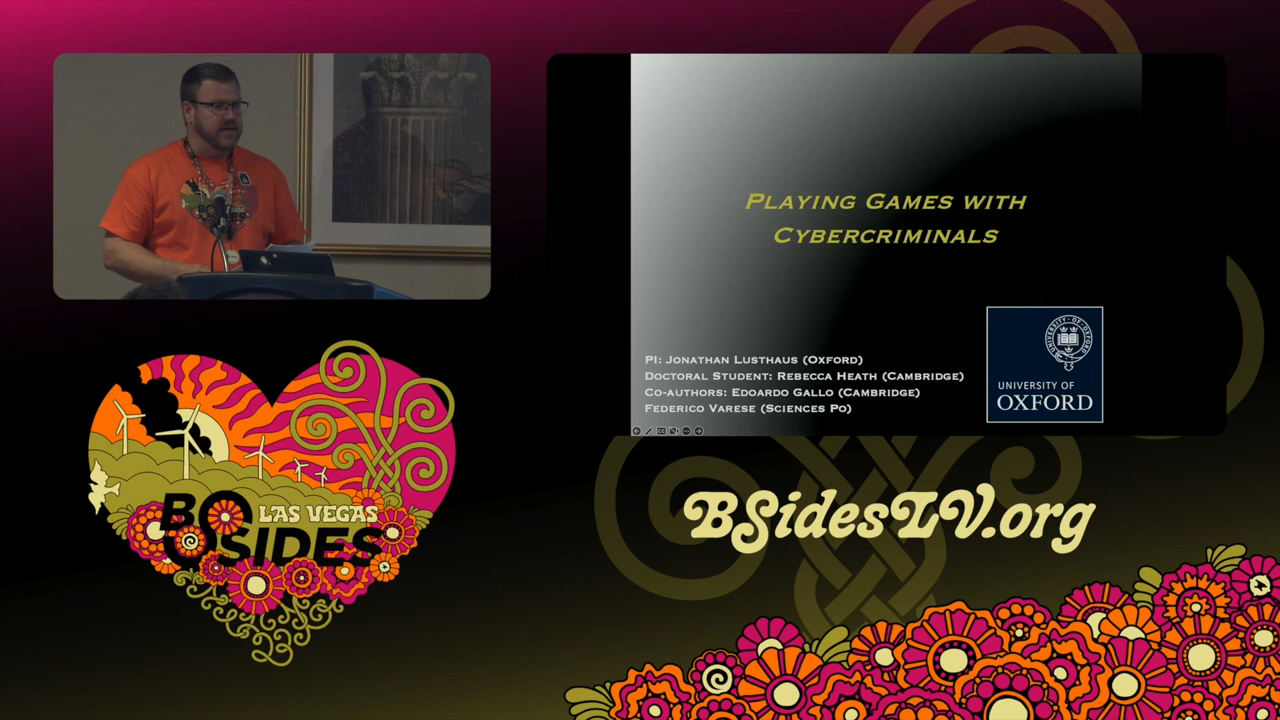 PLAYING GAMES WITH
CYBERCRIMINALS
PI: JONATHAN LUSTHAUS (OXFORD)
DOCTORAL STUDENT: REBECCA HEATH (CAMBRIDGE)
CO-AUTHORS: EDOARDO GALLO (CAMBRIDGE)
FEDERICO VARESE (SCIENCES PO)
UNIVERSITY OF
OXFORD
LAS VEGAS
BSIDES
BSidesLV.org